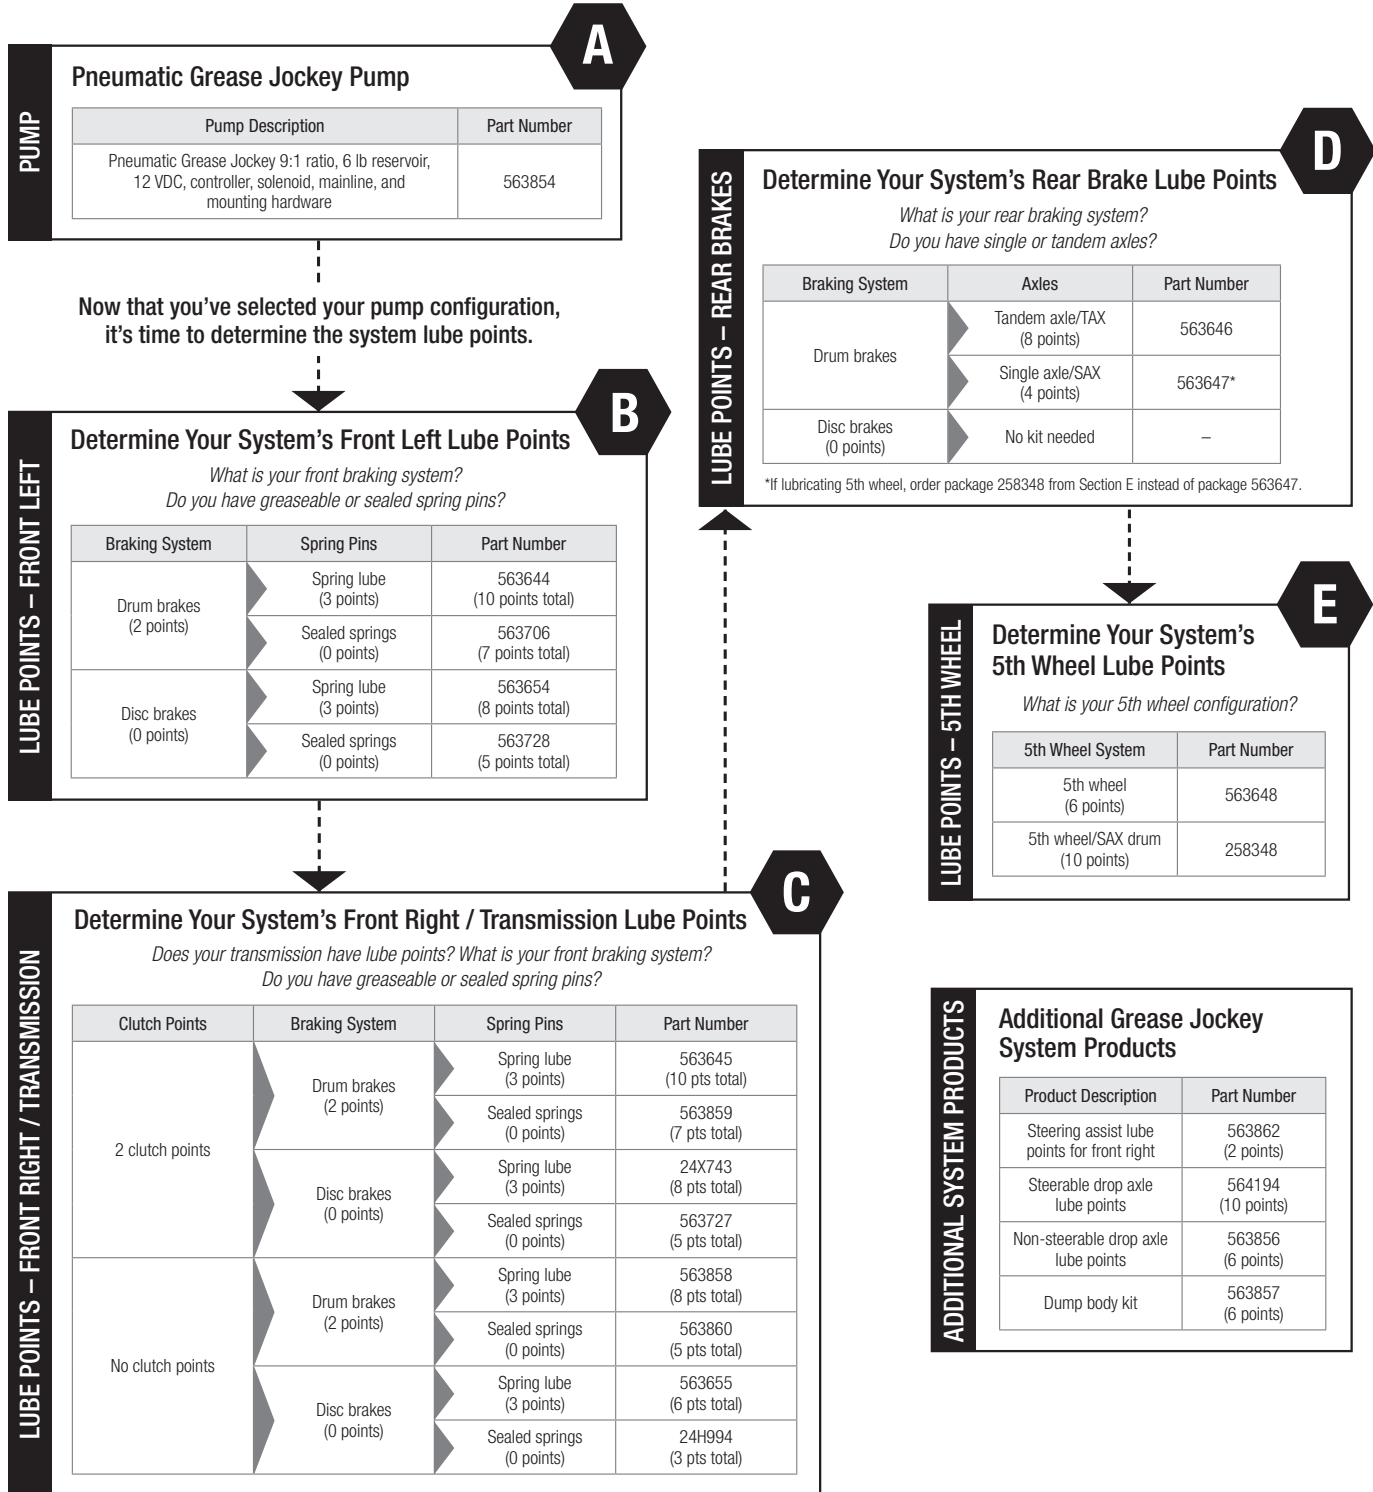 A
PUMP
Pneumatic Grease Jockey Pump
Pump Description Part Number
Pneumatic Grease Jockey 9:1 ratio, 6 lb reservoir,
12 VDC, controller, solenoid, mainline, and
mounting hardware
563854
Now that you’ve selected your pump configuration,
it’s time to determine the system lube points.
B
LUBE POINTS – FRONT LEFT
Determine Your System’s Front Left Lube Points
What is your front braking system?
Do you have greaseable or sealed spring pins?
Braking System Spring Pins Part Number
Drum brakes
(2 points)
Spring lube
(3 points)
563644
(10 points total)
Sealed springs
(0 points)
563706
(7 points total)
Disc brakes
(0 points)
Spring lube
(3 points)
563654
(8 points total)
Sealed springs
(0 points)
563728
(5 points total)
C
LUBE POINTS – FRONT RIGHT / TRANSMISSION
Determine Your System’s Front Right / Transmission Lube Points
Does your transmission have lube points? What is your front braking system?
Do you have greaseable or sealed spring pins?
Clutch Points Braking System Spring Pins Part Number
2 clutch points
Drum brakes
(2 points)
Spring lube
(3 points)
563645
(10 pts total)
Sealed springs
(0 points)
563859
(7 pts total)
Disc brakes
(0 points)
Spring lube
(3 points)
24X743
(8 pts total)
Sealed springs
(0 points)
563727
(5 pts total)
No clutch points
Drum brakes
(2 points)
Spring lube
(3 points)
563858
(8 pts total)
Sealed springs
(0 points)
563860
(5 pts total)
Disc brakes
(0 points)
Spring lube
(3 points)
563655
(6 pts total)
Sealed springs
(0 points)
24H994
(3 pts total)
D
LUBE POINTS – REAR BRAKES
Determine Your System’s Rear Brake Lube Points
What is your rear braking system?
Do you have single or tandem axles?
Braking System Axles Part Number
Drum brakes
Tandem axle/TAX
(8 points)
563646
Single axle/SAX
(4 points)
563647*
Disc brakes
(0 points)
No kit needed
–
*If lubricating 5th wheel, order package 258348 from Section E instead of package 563647.
E
LUBE POINTS – 5TH WHEEL
Determine Your System’s
5th Wheel Lube Points
What is your 5th wheel configuration?
5th Wheel System Part Number
5th wheel
(6 points)
563648
5th wheel/SAX drum
(10 points)
258348
ADDITIONAL SYSTEM PRODUCTS
Additional Grease Jockey
System Products
Product Description Part Number
Steering assist lube
points for front right
563862
(2 points)
Steerable drop axle
lube points
564194
(10 points)
Non-steerable drop axle
lube points
563856
(6 points)
Dump body kit
563857
(6 points)